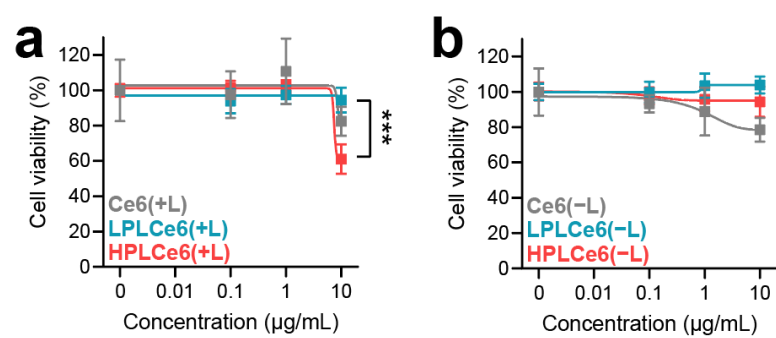 a
Cell viability (%)
120
100
80
60
40
20
0
***
Ce6(+L)
LPLCe6(+L)
HPLCe6(+L)
0 0.01 0.1 1 10
Concentration (µg/mL)
b
Cell viability (%)
120
100
80
60
40
20
0
Ce6(−L)
LPLCe6(−L)
HPLCe6(−L)
0 0.01 0.1 1 10
Concentration (µg/mL)